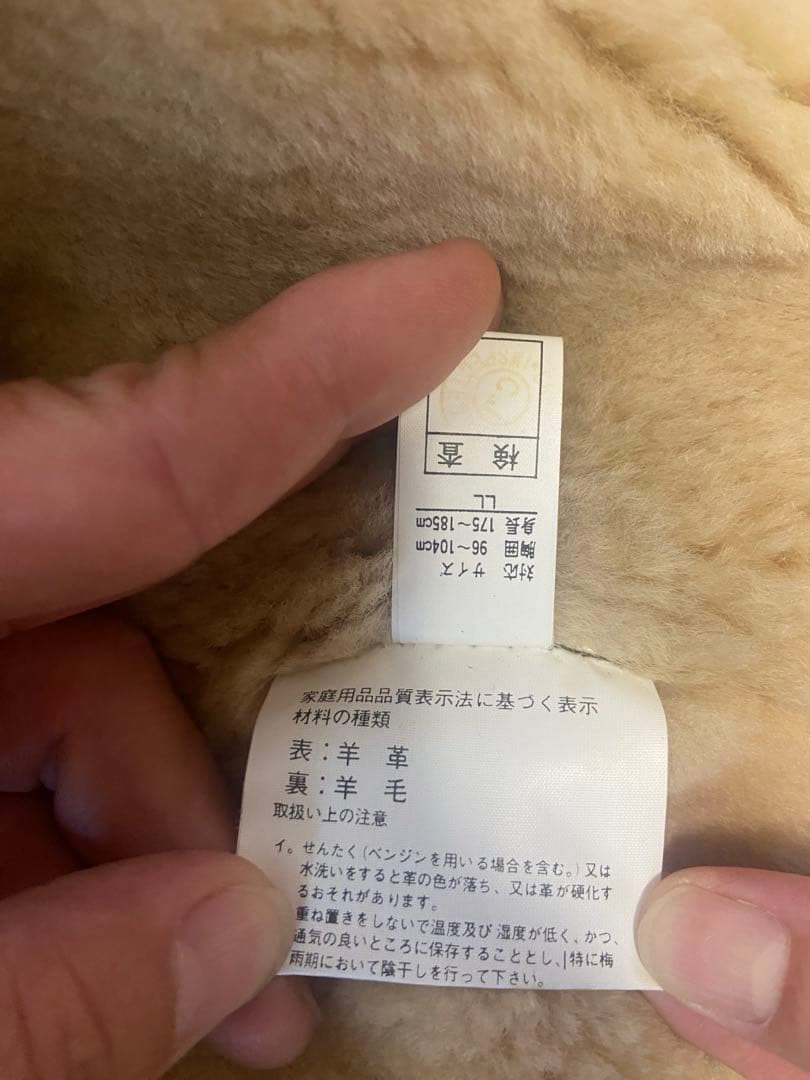 対応 サイズ
胸囲 96～104cm
身長 175～185cm
LL
検査
家庭用品品質表示法に基づく表示
材料の種類
表：羊 革
裏：羊 毛
取扱い上の注意
イ。せんたく(ベンジンを用いる場合を含む。)又は
水洗いをすると革の色が落ち、又は革が硬化す
るおそれがあります。
重ね置きをしないで温度及び湿度が低く、かつ、
通気の良いところに保存することとし、特に梅
雨期において陰干しを行って下さい。